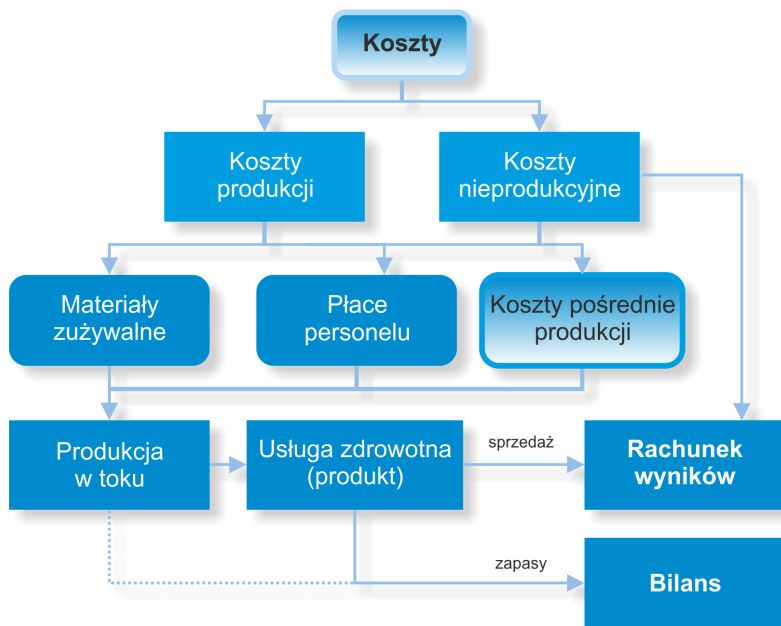 Koszty
Koszty
produkcji
Koszty
nieprodukcyjne
Materiały
zużywalne
Płace
personelu
Koszty pośrednie
produkcji
Produkcja
w toku
Usługa zdrowotna
(produkt)
sprzedaż
Rachunek
wyników
zapasy
Bilans